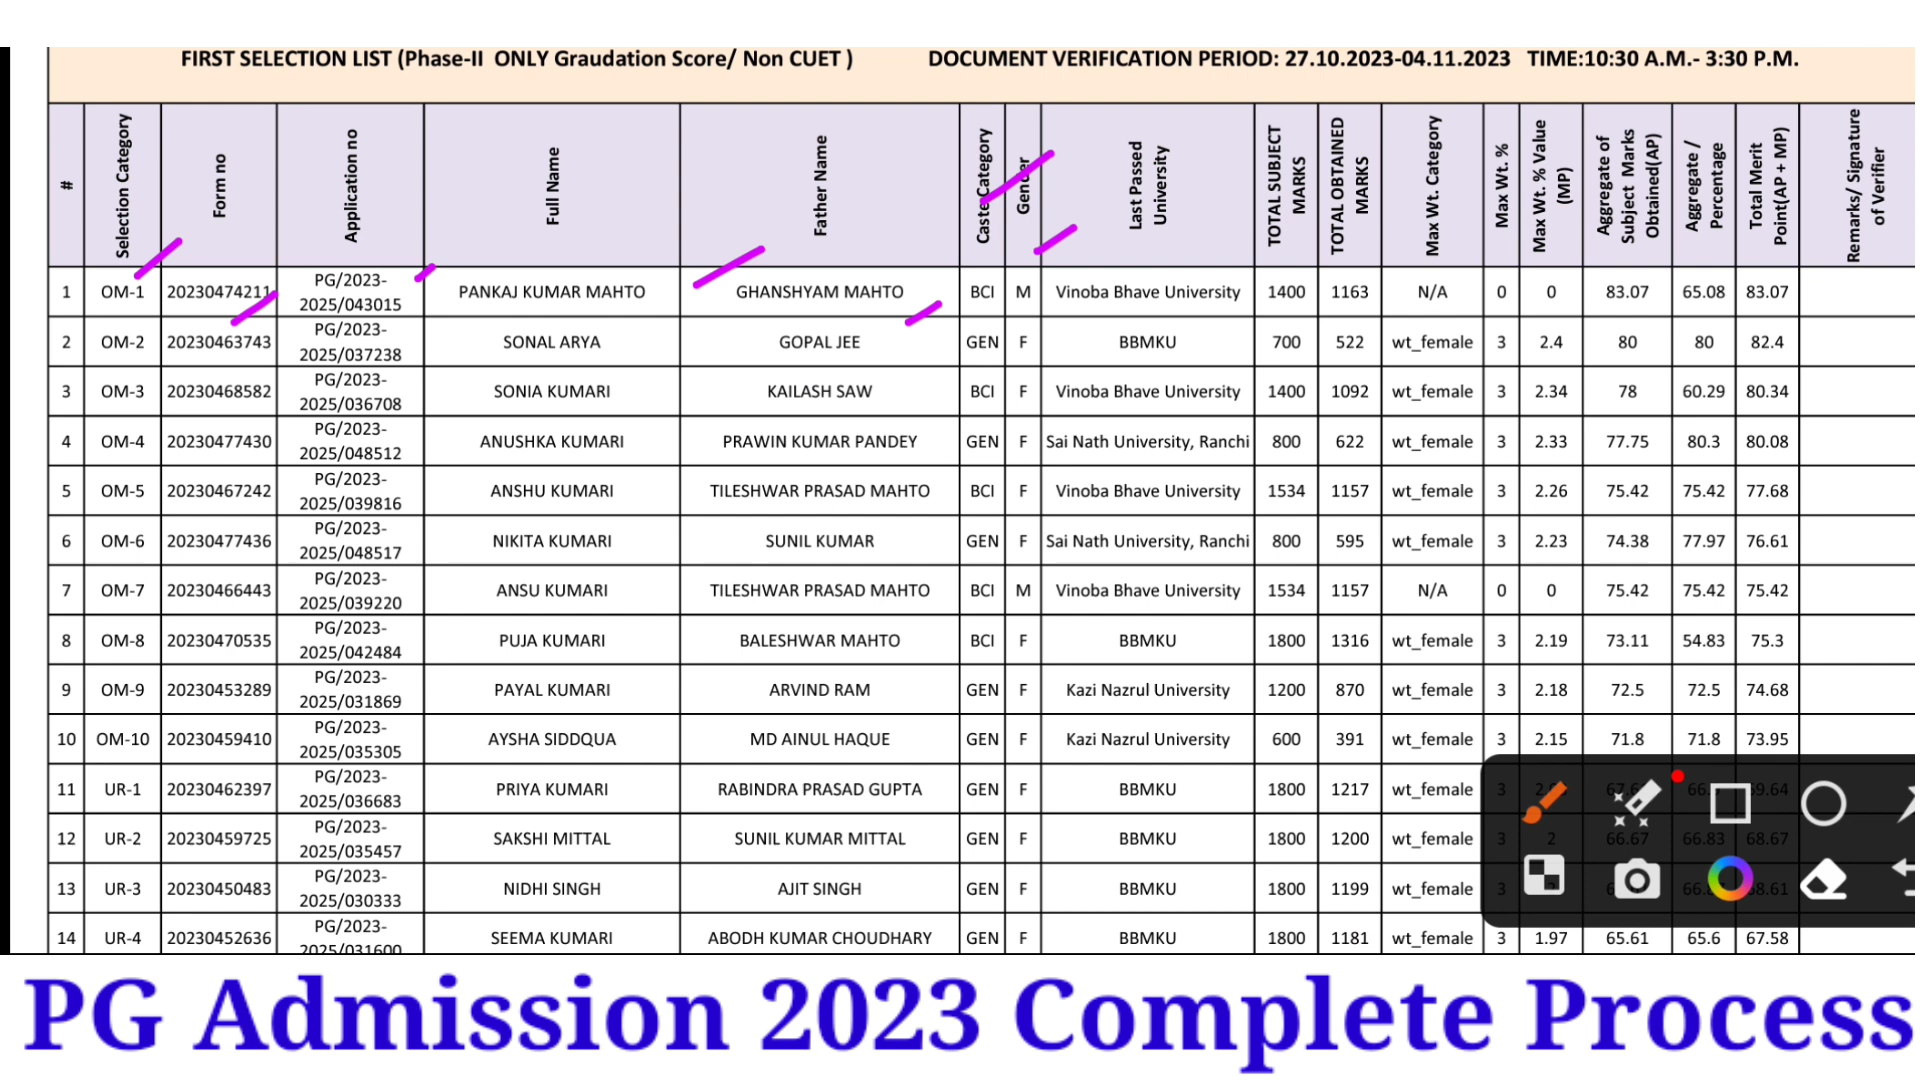 FIRST SELECTION LIST (Phase-II ONLY Graudation Score/ Non CUET ) DOCUMENT VERIFICATION PERIOD: 27.10.2023-04.11.2023 TIME:10:30 A.M.- 3:30 P.M.
# Selection Category Form no Application no Full Name Father Name Caste Category Gender Last Passed University TOTAL SUBJECT MARKS TOTAL OBTAINED MARKS Max Wt. Category Max Wt. % Max Wt. % Value (MP) Aggregate of Subject Marks Obtained(AP) Aggregate / Percentage Total Merit Point(AP + MP) Remarks/ Signature of Verifier
1 OM-1 20230474211 PG/2023-2025/043015 PANKAJ KUMAR MAHTO GHANSHYAM MAHTO BCI M Vinoba Bhave University 1400 1163 N/A 0 0 83.07 65.08 83.07
2 OM-2 20230463743 PG/2023-2025/037238 SONAL ARYA GOPAL JEE GEN F BBMKU 700 522 wt_female 3 2.4 80 80 82.4
3 OM-3 20230468582 PG/2023-2025/036708 SONIA KUMARI KAILASH SAW BCI F Vinoba Bhave University 1400 1092 wt_female 3 2.34 78 60.29 80.34
4 OM-4 20230477430 PG/2023-2025/048512 ANUSHKA KUMARI PRAWIN KUMAR PANDEY GEN F Sai Nath University, Ranchi 800 622 wt_female 3 2.33 77.75 80.3 80.08
5 OM-5 20230467242 PG/2023-2025/039816 ANSHU KUMARI TILESHWAR PRASAD MAHTO BCI F Vinoba Bhave University 1534 1157 wt_female 3 2.26 75.42 75.42 77.68
6 OM-6 20230477436 PG/2023-2025/048517 NIKITA KUMARI SUNIL KUMAR GEN F Sai Nath University, Ranchi 800 595 wt_female 3 2.23 74.38 77.97 76.61
7 OM-7 20230466443 PG/2023-2025/039220 ANSU KUMARI TILESHWAR PRASAD MAHTO BCI M Vinoba Bhave University 1534 1157 N/A 0 0 75.42 75.42 75.42
8 OM-8 20230470535 PG/2023-2025/042484 PUJA KUMARI BALESHWAR MAHTO BCI F BBMKU 1800 1316 wt_female 3 2.19 73.11 54.83 75.3
9 OM-9 20230453289 PG/2023-2025/031869 PAYAL KUMARI ARVIND RAM GEN F Kazi Nazrul University 1200 870 wt_female 3 2.18 72.5 72.5 74.68
10 OM-10 20230459410 PG/2023-2025/035305 AYSHA SIDDQUA MD AINUL HAQUE GEN F Kazi Nazrul University 600 391 wt_female 3 2.15 71.8 71.8 73.95
11 UR-1 20230462397 PG/2023-2025/036683 PRIYA KUMARI RABINDRA PRASAD GUPTA GEN F BBMKU 1800 1217 wt_female 3
12 UR-2 20230459725 PG/2023-2025/035457 SAKSHI MITTAL SUNIL KUMAR MITTAL GEN F BBMKU 1800 1200 wt_female 3 2 66.67 66.83 68.67
13 UR-3 20230450483 PG/2023-2025/030333 NIDHI SINGH AJIT SINGH GEN F BBMKU 1800 1199 wt_female 3
14 UR-4 20230452636 PG/2023-2025/031600 SEEMA KUMARI ABODH KUMAR CHOUDHARY GEN F BBMKU 1800 1181 wt_female 3 1.97 65.61 65.6 67.58
PG Admission 2023 Complete Process